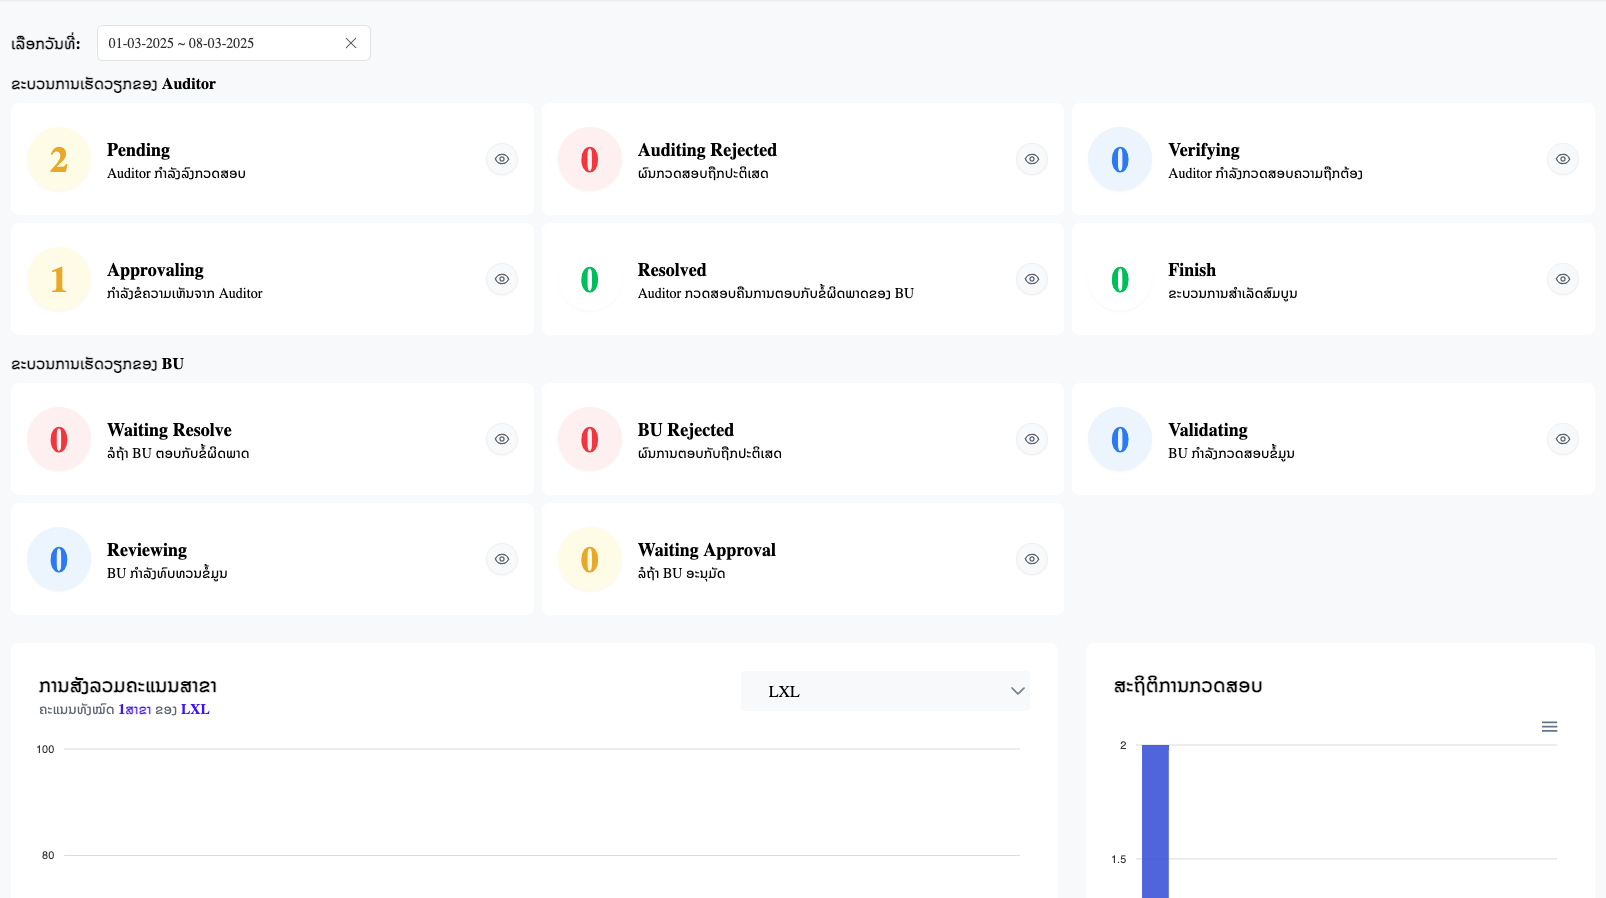 ເລືອກວັນທີ່: 01-03-2025 ~ 08-03-2025
ຂະບວນການເຮັດວຽກຂອງ Auditor
2 Pending
Auditor ກຳລັງລົງກວດສອບ
0 Auditing Rejected
ຜົນກວດສອບຖືກປະຕິເສດ
0 Verifying
Auditor ກຳລັງກວດສອບຄວາມຖືກຕ້ອງ
1 Approvaling
ກຳລັງຂໍຄວາມເຫັນຈາກ Auditor
0 Resolved
Auditor ກວດສອບຄືນການຕອບກັບຂໍ້ຜິດພາດຂອງ BU
0 Finish
ຂະບວນການສຳເລັດສົມບູນ
ຂະບວນການເຮັດວຽກຂອງ BU
0 Waiting Resolve
ລໍຖ້າ BU ຕອບກັບຂໍ້ຜິດພາດ
0 BU Rejected
ຜົນການຕອບກັບຖືກປະຕິເສດ
0 Validating
BU ກຳລັງກວດສອບຂໍ້ມູນ
0 Reviewing
BU ກຳລັງທົບທວນຂໍ້ມູນ
0 Waiting Approval
ລໍຖ້າ BU ອະນຸມັດ
ການສັງລວມຄະແນນສາຂາ
ຄະແນນທັງໝົດ 1ສາຂາ ຂອງ LXL
LXL
100
80
ສະຖິຕິການກວດສອບ
2
1.5